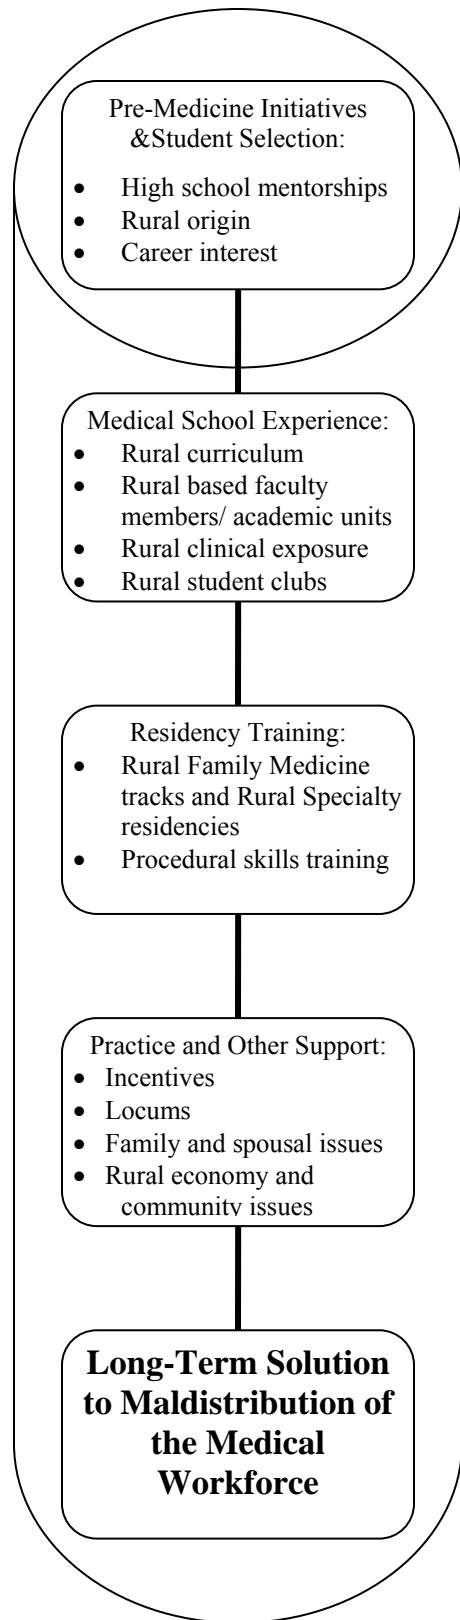 Pre-Medicine Initiatives
&Student Selection:
• High school mentorships
• Rural origin
• Career interest
Medical School Experience:
• Rural curriculum
• Rural based faculty
members/ academic units
• Rural clinical exposure
• Rural student clubs
Residency Training:
• Rural Family Medicine
tracks and Rural Specialty
residencies
• Procedural skills training
Practice and Other Support:
• Incentives
• Locums
• Family and spousal issues
• Rural economy and
community issues
Long-Term Solution
to Maldistribution of
the Medical
Workforce